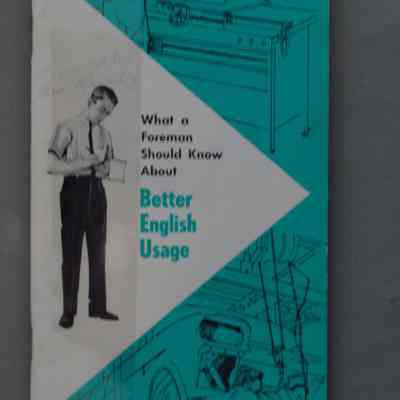 What a
Foreman
Should Know
About
Better
English
Usage